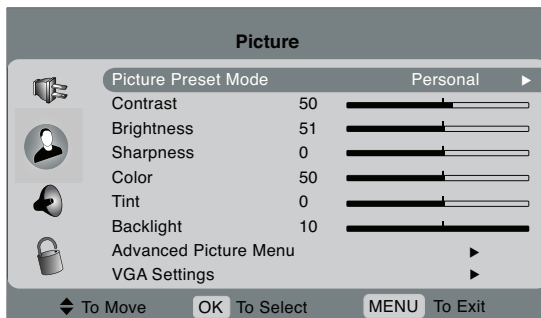 Picture
Picture Preset Mode Personal
Contrast 50
Brightness 51
Sharpness 0
Color 50
Tint 0
Backlight 10
Advanced Picture Menu
VGA Settings
To Move OK To Select MENU To Exit